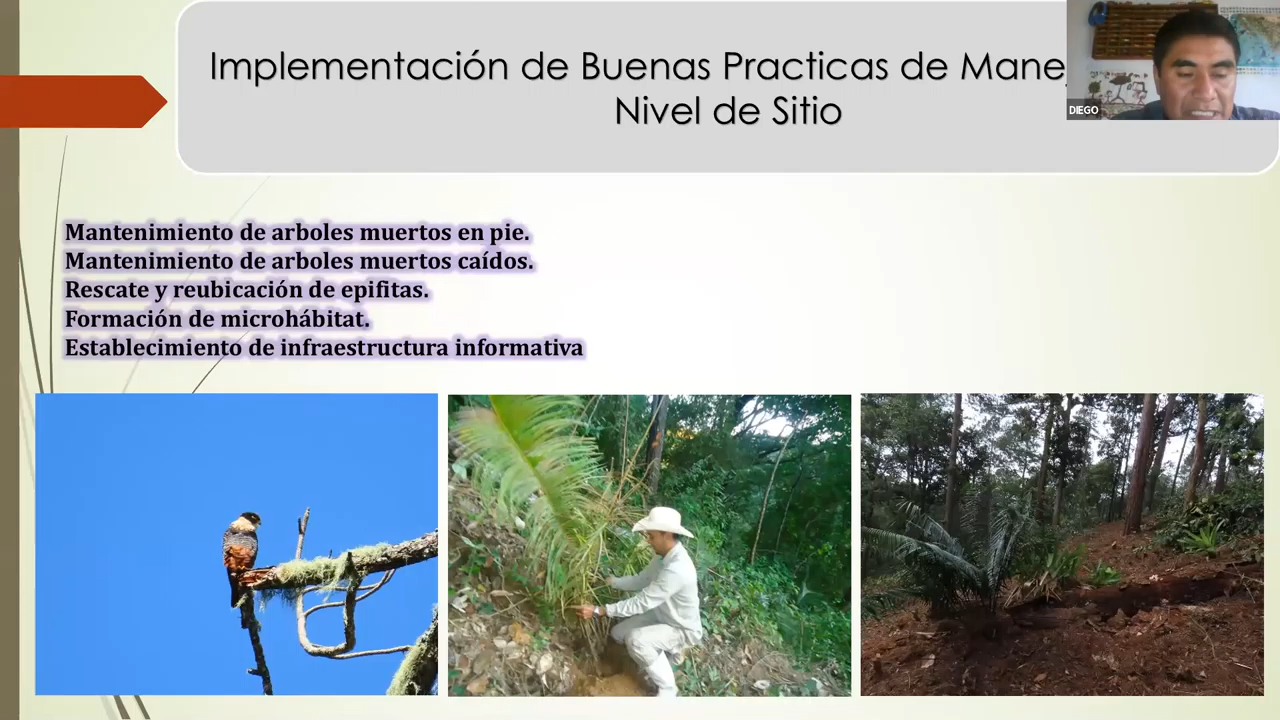 Implementación de Buenas Practicas de Mane
Nivel de Sitio
DIEGO
Mantenimiento de arboles muertos en pie.
Mantenimiento de arboles muertos caídos.
Rescate y reubicación de epifitas.
Formación de microhábitat.
Establecimiento de infraestructura informativa